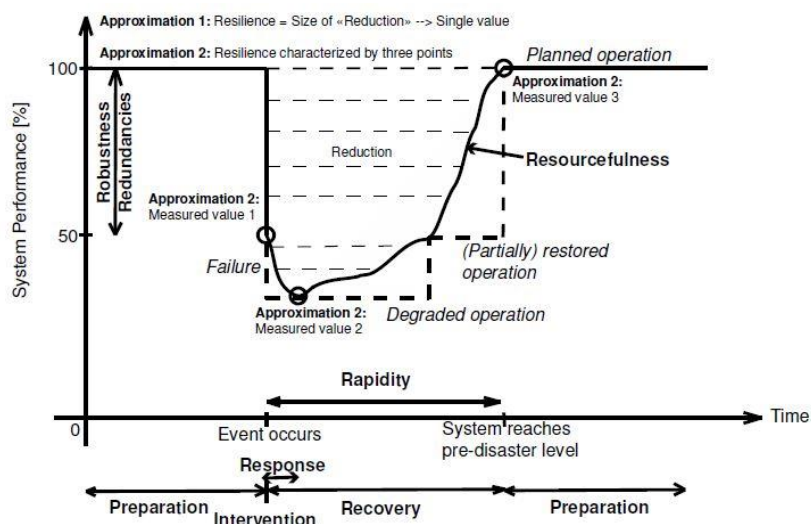 Approximation 1: Resilience = Size of «Reduction» --> Single value
Approximation 2: Resilience characterized by three points
Planned operation
100
Approximation 2:
Measured value 3
System Performance [%]
Robustness
Redundancies
Reduction
Resourcefulness
Approximation 2:
Measured value 1
50
Failure
(Partially) restored
operation
Approximation 2:
Measured value 2
Degraded operation
Rapidity
0
Time
Event occurs
System reaches
pre-disaster level
Response
Preparation
Intervention
Recovery
Preparation